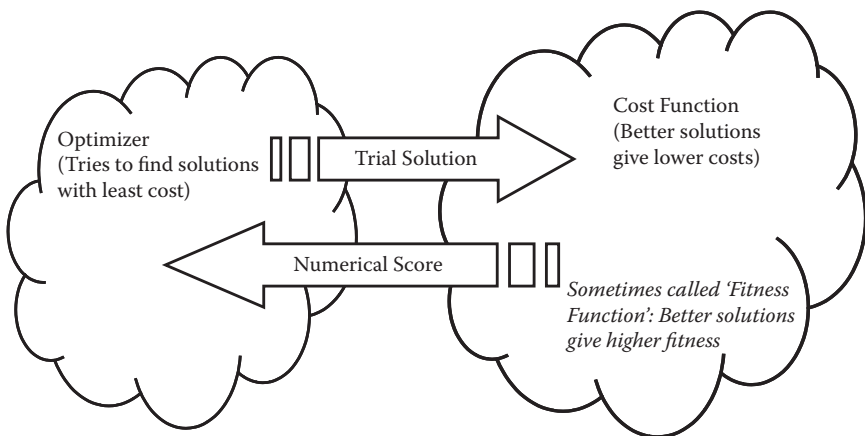 Optimizer
(Tries to find solutions
with least cost)
Trial Solution
Cost Function
(Better solutions
give lower costs)
Numerical Score
Sometimes called ‘Fitness
Function’: Better solutions
give higher fitness